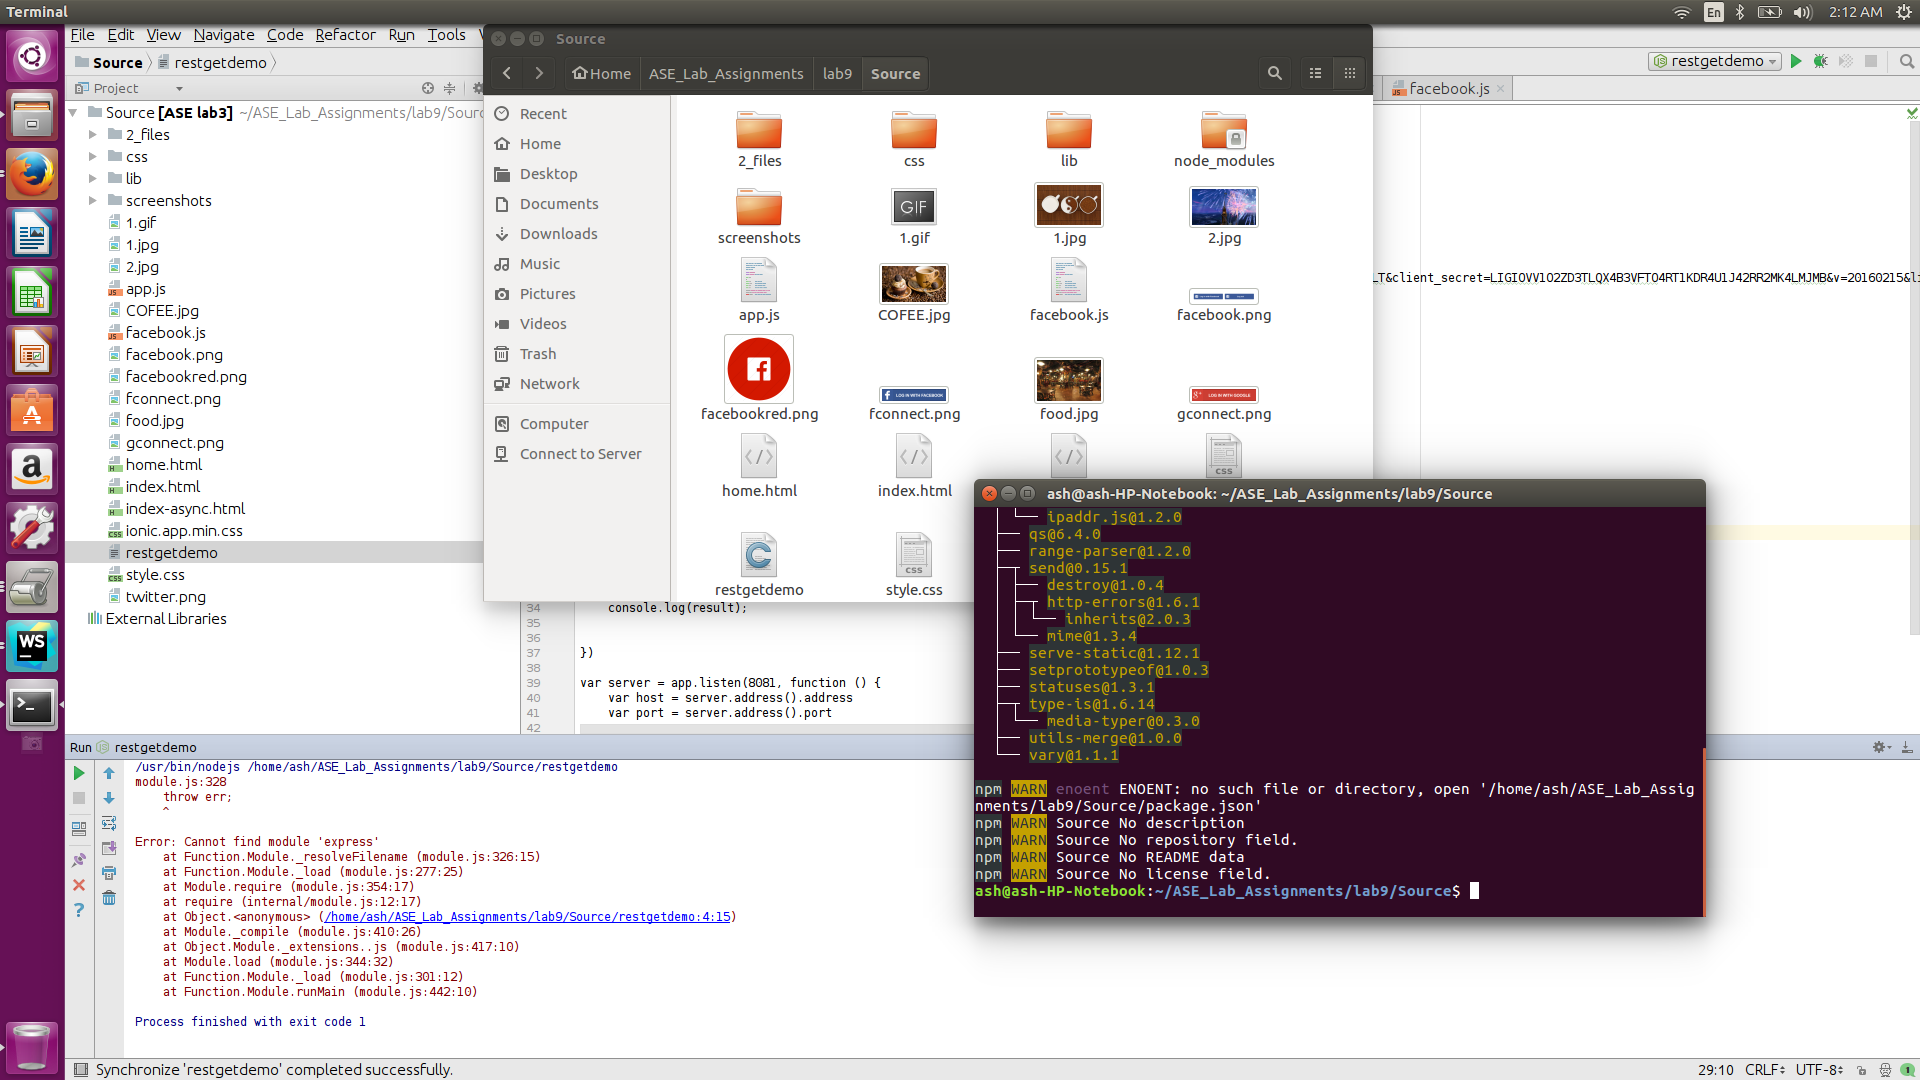 Terminal
En
2:12 AM
File Edit View Navigate Code Refactor Run Tools
Source restgetdemo
Project
Source [ASE lab3] ~/ASE_Lab_Assignments/lab9/Sourc
2_files
css
lib
screenshots
1.gif
1.jpg
2.jpg
app.js
COFEE.jpg
facebook.js
facebook.png
facebookred.png
fconnect.png
food.jpg
gconnect.png
home.html
index.html
index-async.html
ionic.app.min.css
restgetdemo
style.css
twitter.png
External Libraries
Source
Home ASE_Lab_Assignments lab9 Source
Recent
Home
Desktop
Documents
Downloads
Music
Pictures
Videos
Trash
Network
Computer
Connect to Server
2_files css lib node_modules
GIF
screenshots 1.gif 1.jpg 2.jpg
app.js COFEE.jpg facebook.js facebook.png
LOG IN WITH FACEBOOK
LOG IN WITH GOOGLE
facebookred.png fconnect.png food.jpg gconnect.png
css
home.html index.html
css
restgetdemo style.css
restgetdemo
facebook.js
LT&client_secret=LIGIOVV1O2ZD3TLQX4B3VFTO4RT1KDR4U1J42RR2MK4LMJMB&v=20160215&l
34 console.log(result);
35
36
37 })
38
39 var server = app.listen(8081, function () {
40 var host = server.address().address
41 var port = server.address().port
42
ash@ash-HP-Notebook: ~/ASE_Lab_Assignments/lab9/Source
ipaddr.js@1.2.0
qs@6.4.0
range-parser@1.2.0
send@0.15.1
destroy@1.0.4
http-errors@1.6.1
inherits@2.0.3
mime@1.3.4
serve-static@1.12.1
setprototypeof@1.0.3
statuses@1.3.1
type-is@1.6.14
media-typer@0.3.0
utils-merge@1.0.0
vary@1.1.1
npm WARN enoent ENOENT: no such file or directory, open '/home/ash/ASE_Lab_Assig
nments/lab9/Source/package.json'
npm WARN Source No description
npm WARN Source No repository field.
npm WARN Source No README data
npm WARN Source No license field.
ash@ash-HP-Notebook:~/ASE_Lab_Assignments/lab9/Source$
Run restgetdemo
/usr/bin/nodejs /home/ash/ASE_Lab_Assignments/lab9/Source/restgetdemo
module.js:328
throw err;
^
Error: Cannot find module 'express'
at Function.Module._resolveFilename (module.js:326:15)
at Function.Module._load (module.js:277:25)
at Module.require (module.js:354:17)
at require (internal/module.js:12:17)
at Object.<anonymous> (/home/ash/ASE_Lab_Assignments/lab9/Source/restgetdemo:4:15)
at Module._compile (module.js:410:26)
at Object.Module._extensions..js (module.js:417:10)
at Module.load (module.js:344:32)
at Function.Module._load (module.js:301:12)
at Function.Module.runMain (module.js:442:10)
Process finished with exit code 1
WS
Synchronize 'restgetdemo' completed successfully.
29:10 CRLF UTF-8
1